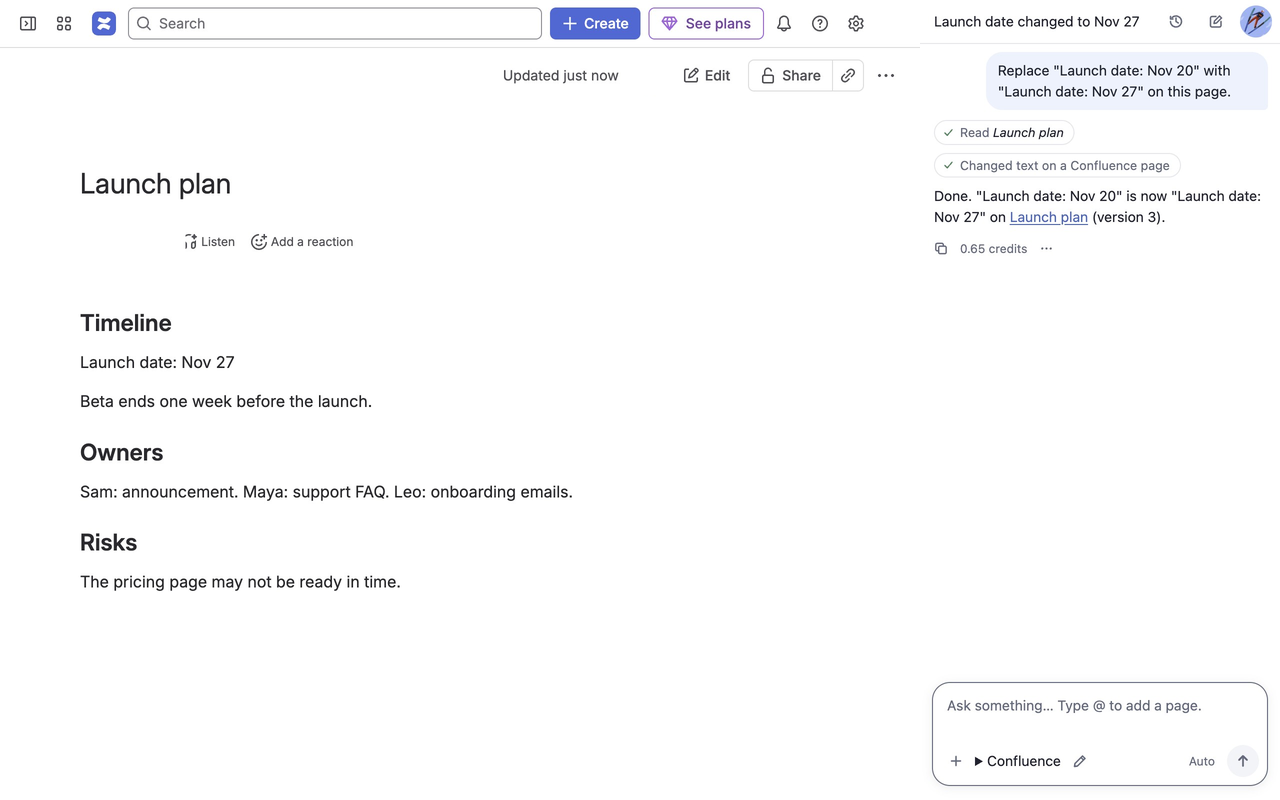 Search
Create
See plans
Launch date changed to Nov 27
Updated just now
Edit
Share
Replace "Launch date: Nov 20" with
"Launch date: Nov 27" on this page.
Read Launch plan
Changed text on a Confluence page
Done. "Launch date: Nov 20" is now "Launch date:
Nov 27" on Launch plan (version 3).
0.65 credits
Launch plan
Listen
Add a reaction
Timeline
Launch date: Nov 27
Beta ends one week before the launch.
Owners
Sam: announcement. Maya: support FAQ. Leo: onboarding emails.
Risks
The pricing page may not be ready in time.
Ask something... Type @ to add a page.
Confluence
Auto